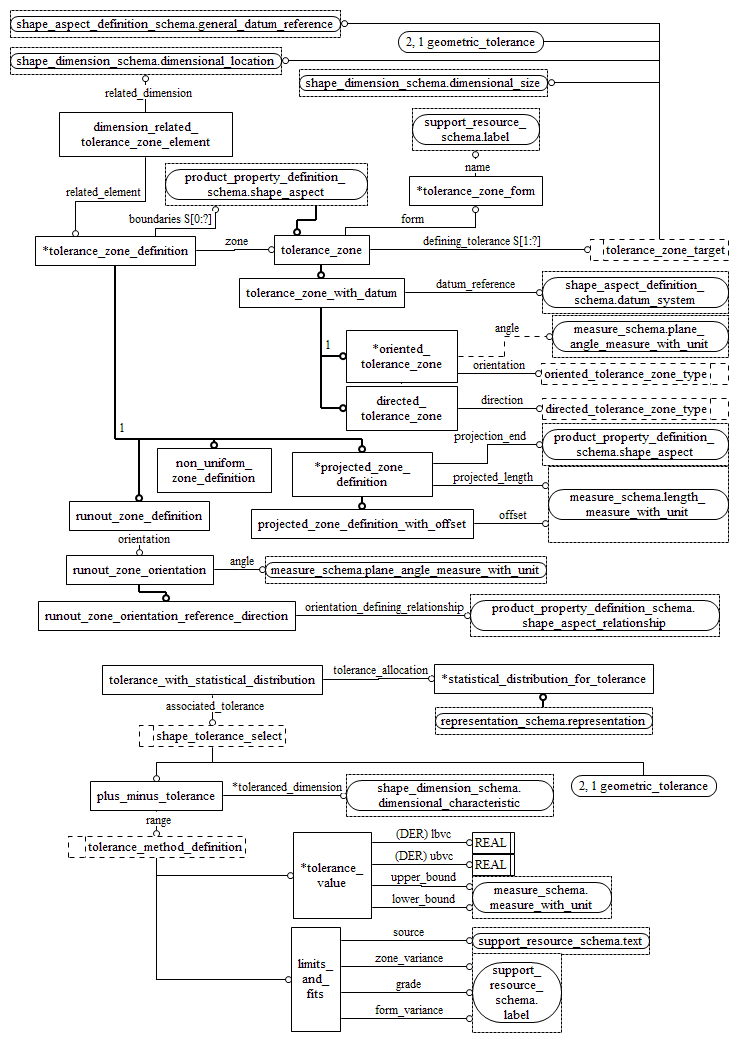 shape_aspect_definition_schema.general_datum_reference
2, 1 geometric_tolerance
shape_dimension_schema.dimensional_location
shape_dimension_schema.dimensional_size
related_dimension
dimension_related_
tolerance_zone_element
support_resource_
schema.label
name
product_property_definition_
schema.shape_aspect
*tolerance_zone_form
related_element
boundaries S[0:?]
form
*tolerance_zone_definition
zone
tolerance_zone
defining_tolerance S[1:?]
tolerance_zone_target
tolerance_zone_with_datum
datum_reference
shape_aspect_definition_
schema.datum_system
angle
measure_schema.plane_
angle_measure_with_unit
1
*oriented_
tolerance_zone
orientation
oriented_tolerance_zone_type
directed_
tolerance_zone
direction
directed_tolerance_zone_type
1
projection_end
product_property_definition_
schema.shape_aspect
non_uniform_
zone_definition
*projected_zone_
definition
projected_length
measure_schema.length_
measure_with_unit
runout_zone_definition
projected_zone_definition_with_offset
offset
orientation
runout_zone_orientation
angle
measure_schema.plane_angle_measure_with_unit
runout_zone_orientation_reference_direction
orientation_defining_relationship
product_property_definition_schema.
shape_aspect_relationship
tolerance_with_statistical_distribution
tolerance_allocation
*statistical_distribution_for_tolerance
associated_tolerance
representation_schema.representation
shape_tolerance_select
plus_minus_tolerance
*toleranced_dimension
shape_dimension_schema.
dimensional_characteristic
2, 1 geometric_tolerance
range
tolerance_method_definition
*tolerance_
value
(DER) lbvc
REAL
(DER) ubvc
REAL
upper_bound
lower_bound
measure_schema.
measure_with_unit
limits_
and_
fits
source
support_resource_schema.text
zone_variance
grade
form_variance
support_
resource_
schema.
label